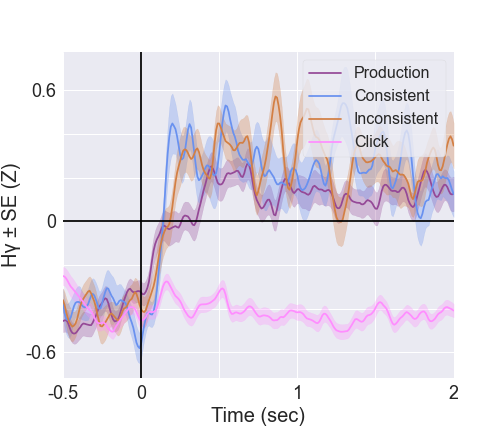 Production
Consistent
Inconsistent
Click
0.6
0
-0.6
Hγ ± SE (Z)
-0.5
0
1
2
Time (sec)